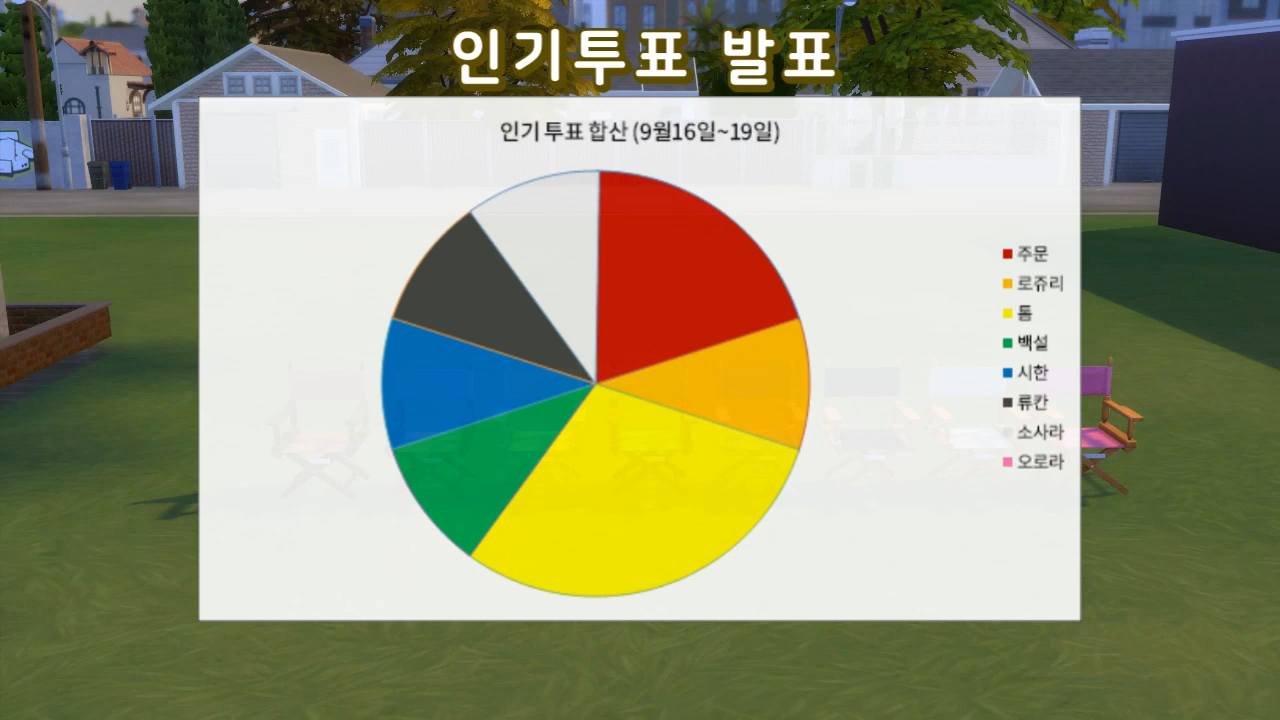 인기투표 발표
인기 투표 합산 (9월16일~19일)
주문
로쥬리
톰
백설
시한
류칸
소사라
오로라